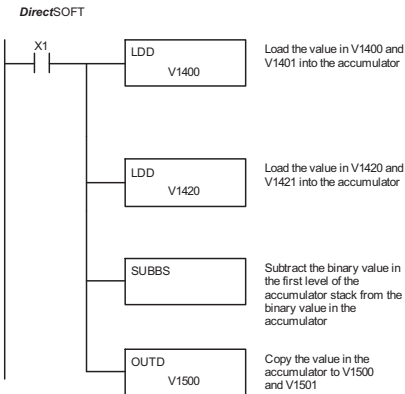 DirectSOFT
X1
LDD
V1400
Load the value in V1400 and
V1401 into the accumulator
LDD
V1420
Load the value in V1420 and
V1421 into the accumulator
SUBBS
Subtract the binary value in
the first level of the
accumulator stack from the
binary value in the
accumulator
OUTD
V1500
Copy the value in the
accumulator to V1500
and V1501